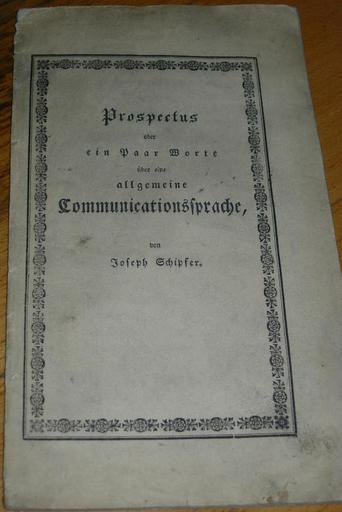 Prospectus
oder
ein Paar Worte
über eine
allgemeine
Communicationssprache,
von
Joseph Schipfer.